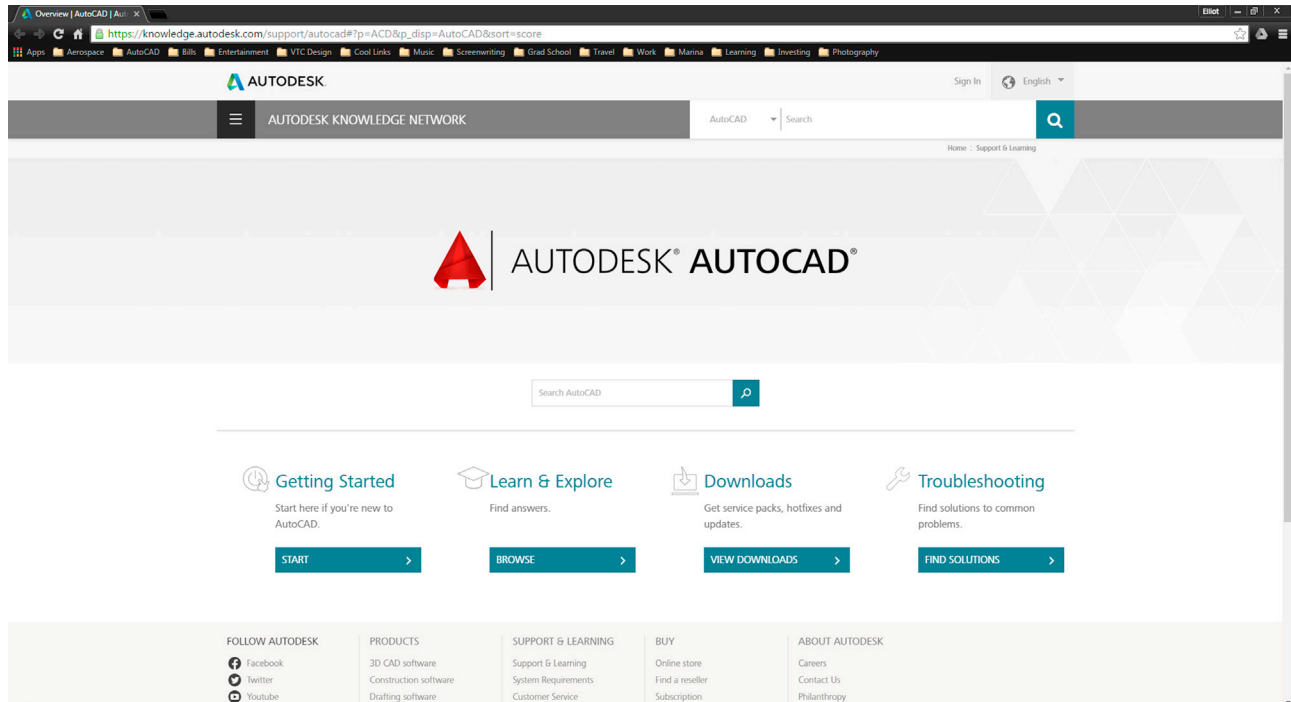 Overview | AutoCAD | Aut
Elliot
https://knowledge.autodesk.com/support/autocad#?p=ACD&p_disp=AutoCAD&sort=score
Apps Aerospace AutoCAD Bills Entertainment VTC Design Cool Links Music Screenwriting Grad School Travel Work Marina Learning Investing Photography
AUTODESK.
Sign In English
AUTODESK KNOWLEDGE NETWORK
AutoCAD Search
Home : Support & Learning
AUTODESK® AUTOCAD®
Search AutoCAD
Getting Started
Start here if you're new to
AutoCAD.
START
Learn & Explore
Find answers.
BROWSE
Downloads
Get service packs, hotfixes and
updates.
VIEW DOWNLOADS
Troubleshooting
Find solutions to common
problems.
FIND SOLUTIONS
FOLLOW AUTODESK
Facebook
Twitter
Youtube
PRODUCTS
3D CAD software
Construction software
Drafting software
SUPPORT & LEARNING
Support & Learning
System Requirements
Customer Service
BUY
Online store
Find a reseller
Subscription
ABOUT AUTODESK
Careers
Contact Us
Philanthropy